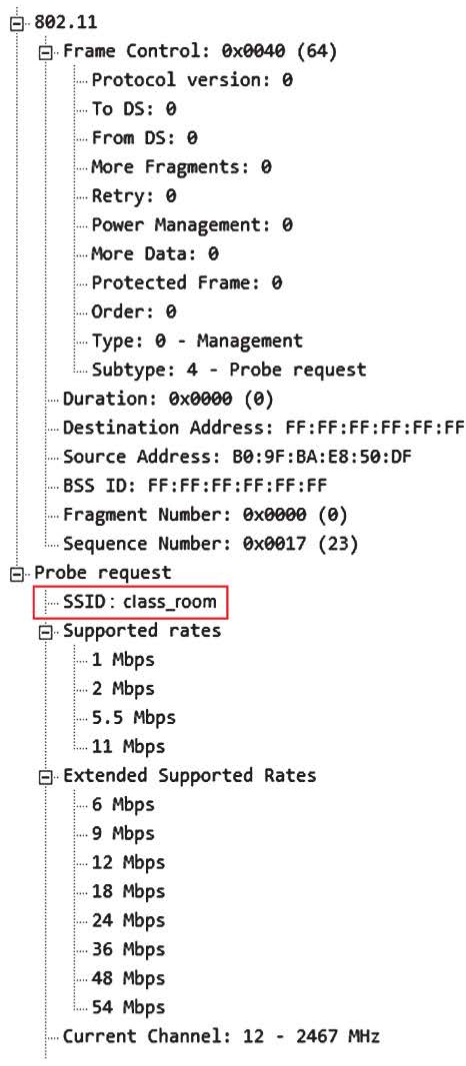 802.11
Frame Control: 0x0040 (64)
Protocol version: 0
To DS: 0
From DS: 0
More Fragments: 0
Retry: 0
Power Management: 0
More Data: 0
Protected Frame: 0
Order: 0
Type: 0 - Management
Subtype: 4 - Probe request
Duration: 0x0000 (0)
Destination Address: FF:FF:FF:FF:FF:FF
Source Address: B0:9F:BA:E8:50:DF
BSS ID: FF:FF:FF:FF:FF:FF
Fragment Number: 0x0000 (0)
Sequence Number: 0x0017 (23)
Probe request
SSID: class_room
Supported rates
1 Mbps
2 Mbps
5.5 Mbps
11 Mbps
Extended Supported Rates
6 Mbps
9 Mbps
12 Mbps
18 Mbps
24 Mbps
36 Mbps
48 Mbps
54 Mbps
Current Channel: 12 - 2467 MHz